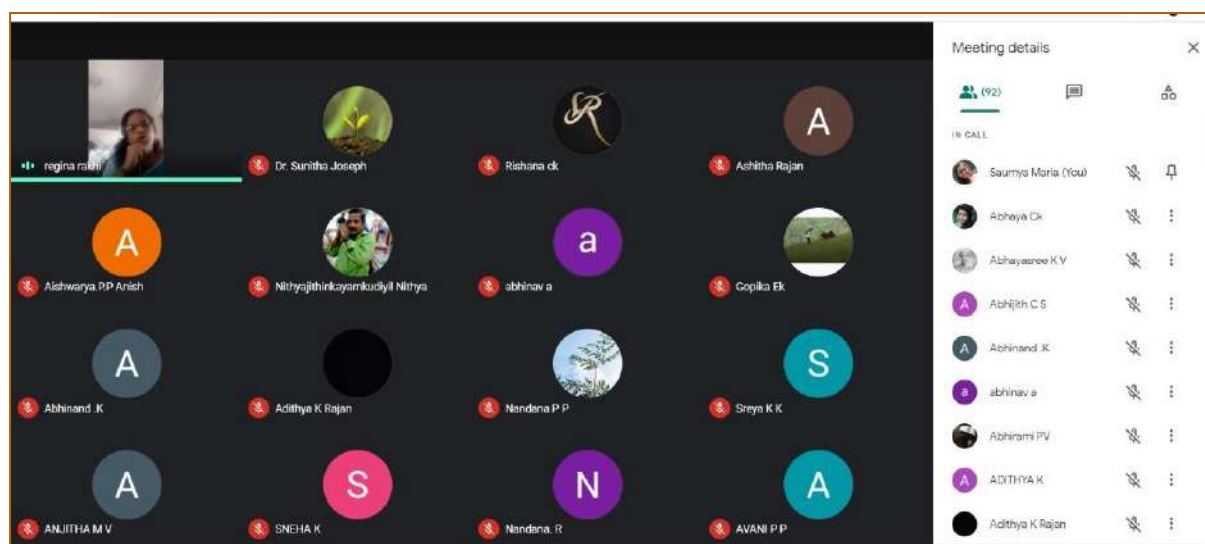 regina rakhi
Dr. Sunitha Joseph
Rishana ck
A
Ashitha Rajan
A
Aishwarya.P.P Anish
Nithyajithinkayamkudiyil Nithya
a
abhinav a
Gopika Ek
A
Abhinand .K
Adithya K Rajan
Nandana P P
S
Sreya K K
A
ANJITHA M V
S
SNEHA K
N
Nandana. R
A
AVANI P P
Meeting details
(92)
IN CALL
Saumya Maria (You)
Abhaya Ck
Abhayasree K V
A Abhijith C S
A Abhinand .K
a abhinav a
Abhirami PV
A ADITHYA K
Adithya K Rajan